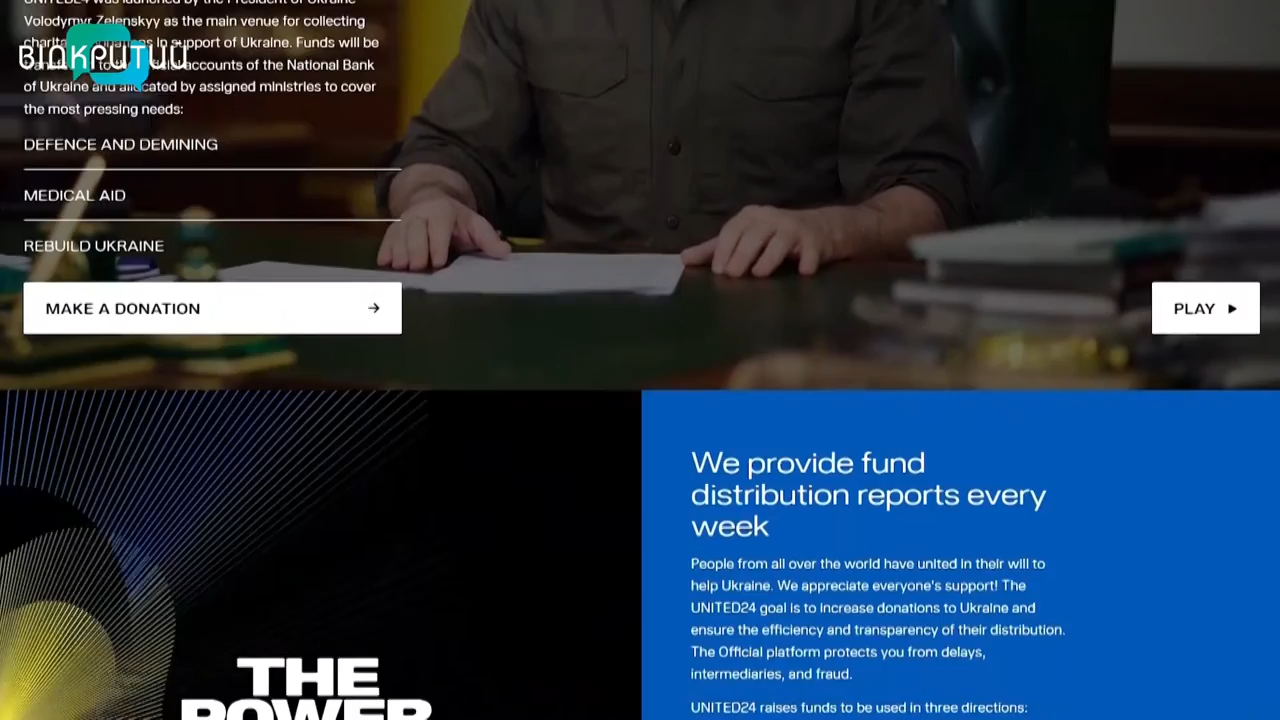 UNITED24 was launched by the President of Ukraine
Volodymyr Zelenskyy as the main venue for collecting
charitable donations in support of Ukraine. Funds will be
to the official accounts of the National Bank
of Ukraine and allocated by assigned ministries to cover
the most pressing needs:
ВІДКРИТИЙ
DEFENCE AND DEMINING
MEDICAL AID
REBUILD UKRAINE
MAKE A DONATION
PLAY
We provide fund
distribution reports every
week
People from all over the world have united in their will to
help Ukraine. We appreciate everyone's support! The
UNITED24 goal is to increase donations to Ukraine and
ensure the efficiency and transparency of their distribution.
The Official platform protects you from delays,
intermediaries, and fraud.
UNITED24 raises funds to be used in three directions:
THE
POWER